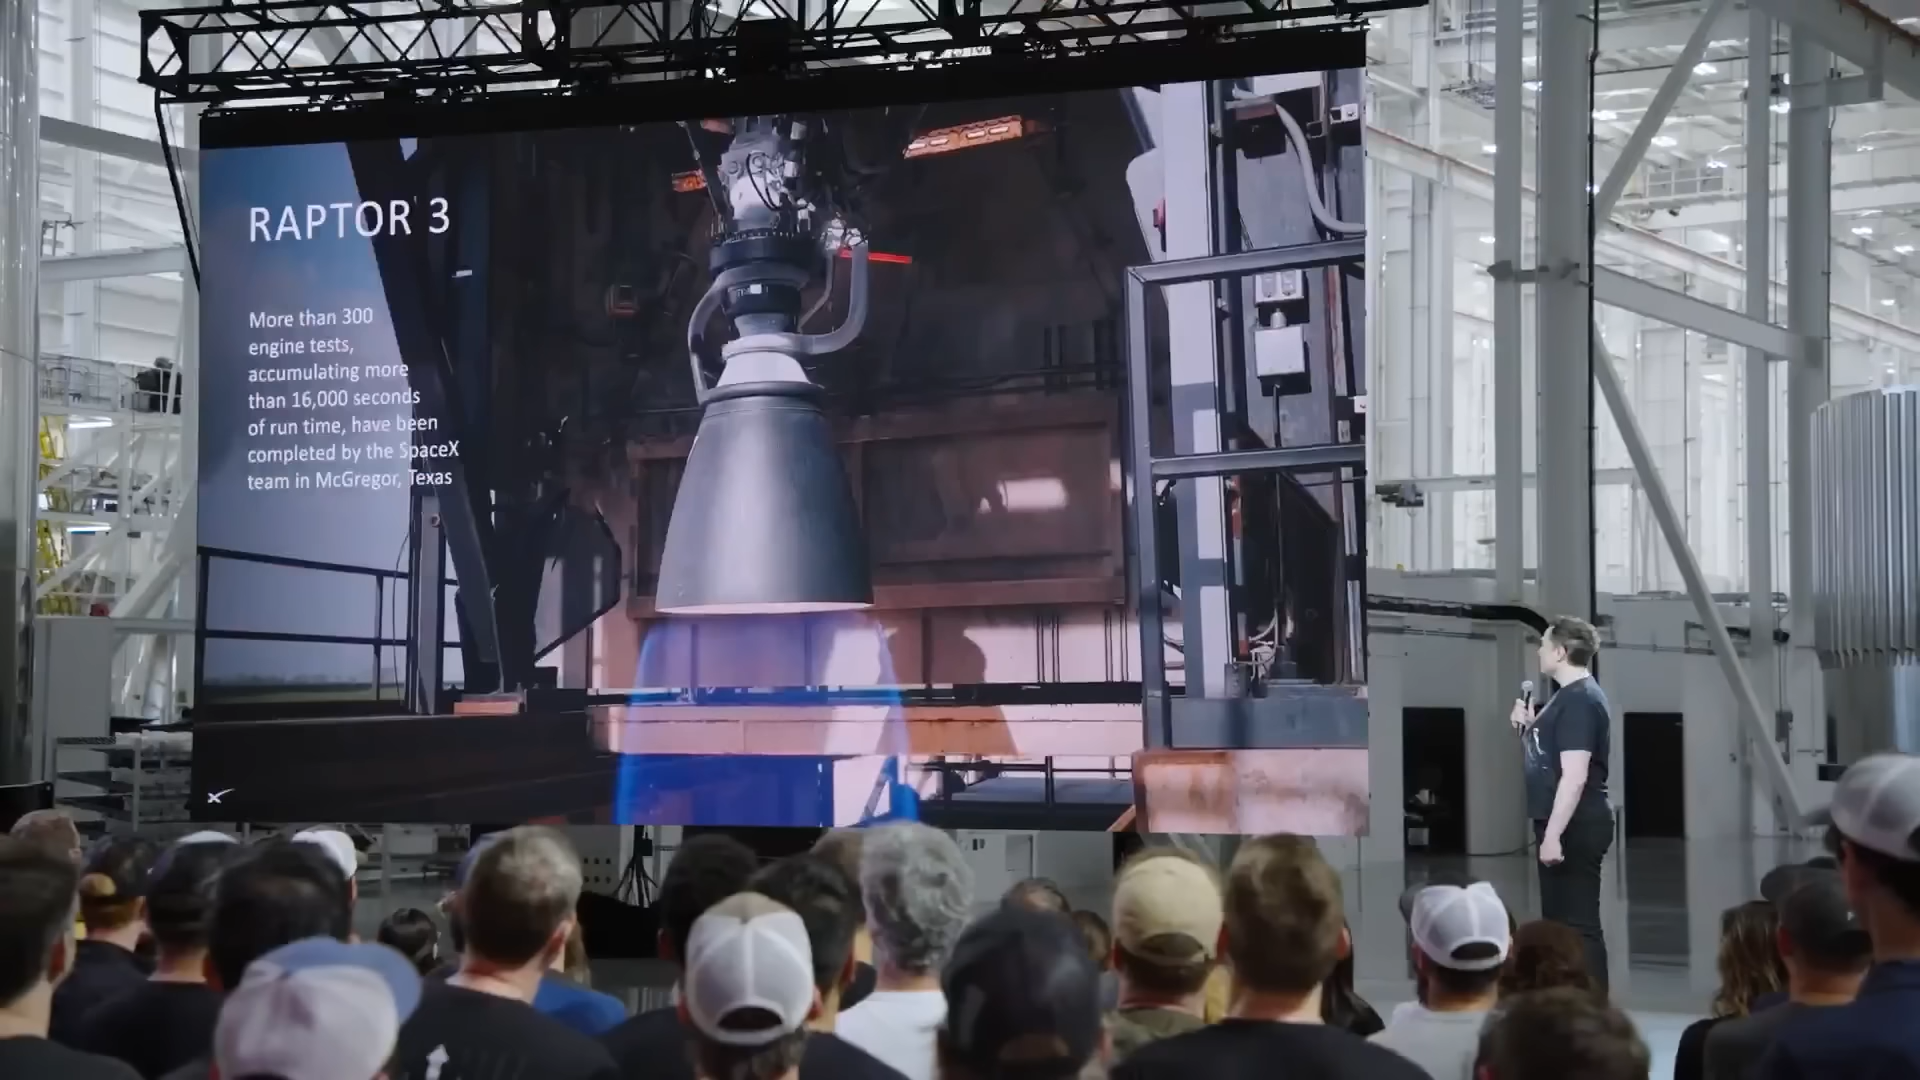 RAPTOR 3
More than 300
engine tests,
accumulating more
than 16,000 seconds
of run time, have been
completed by the SpaceX
team in McGregor, Texas